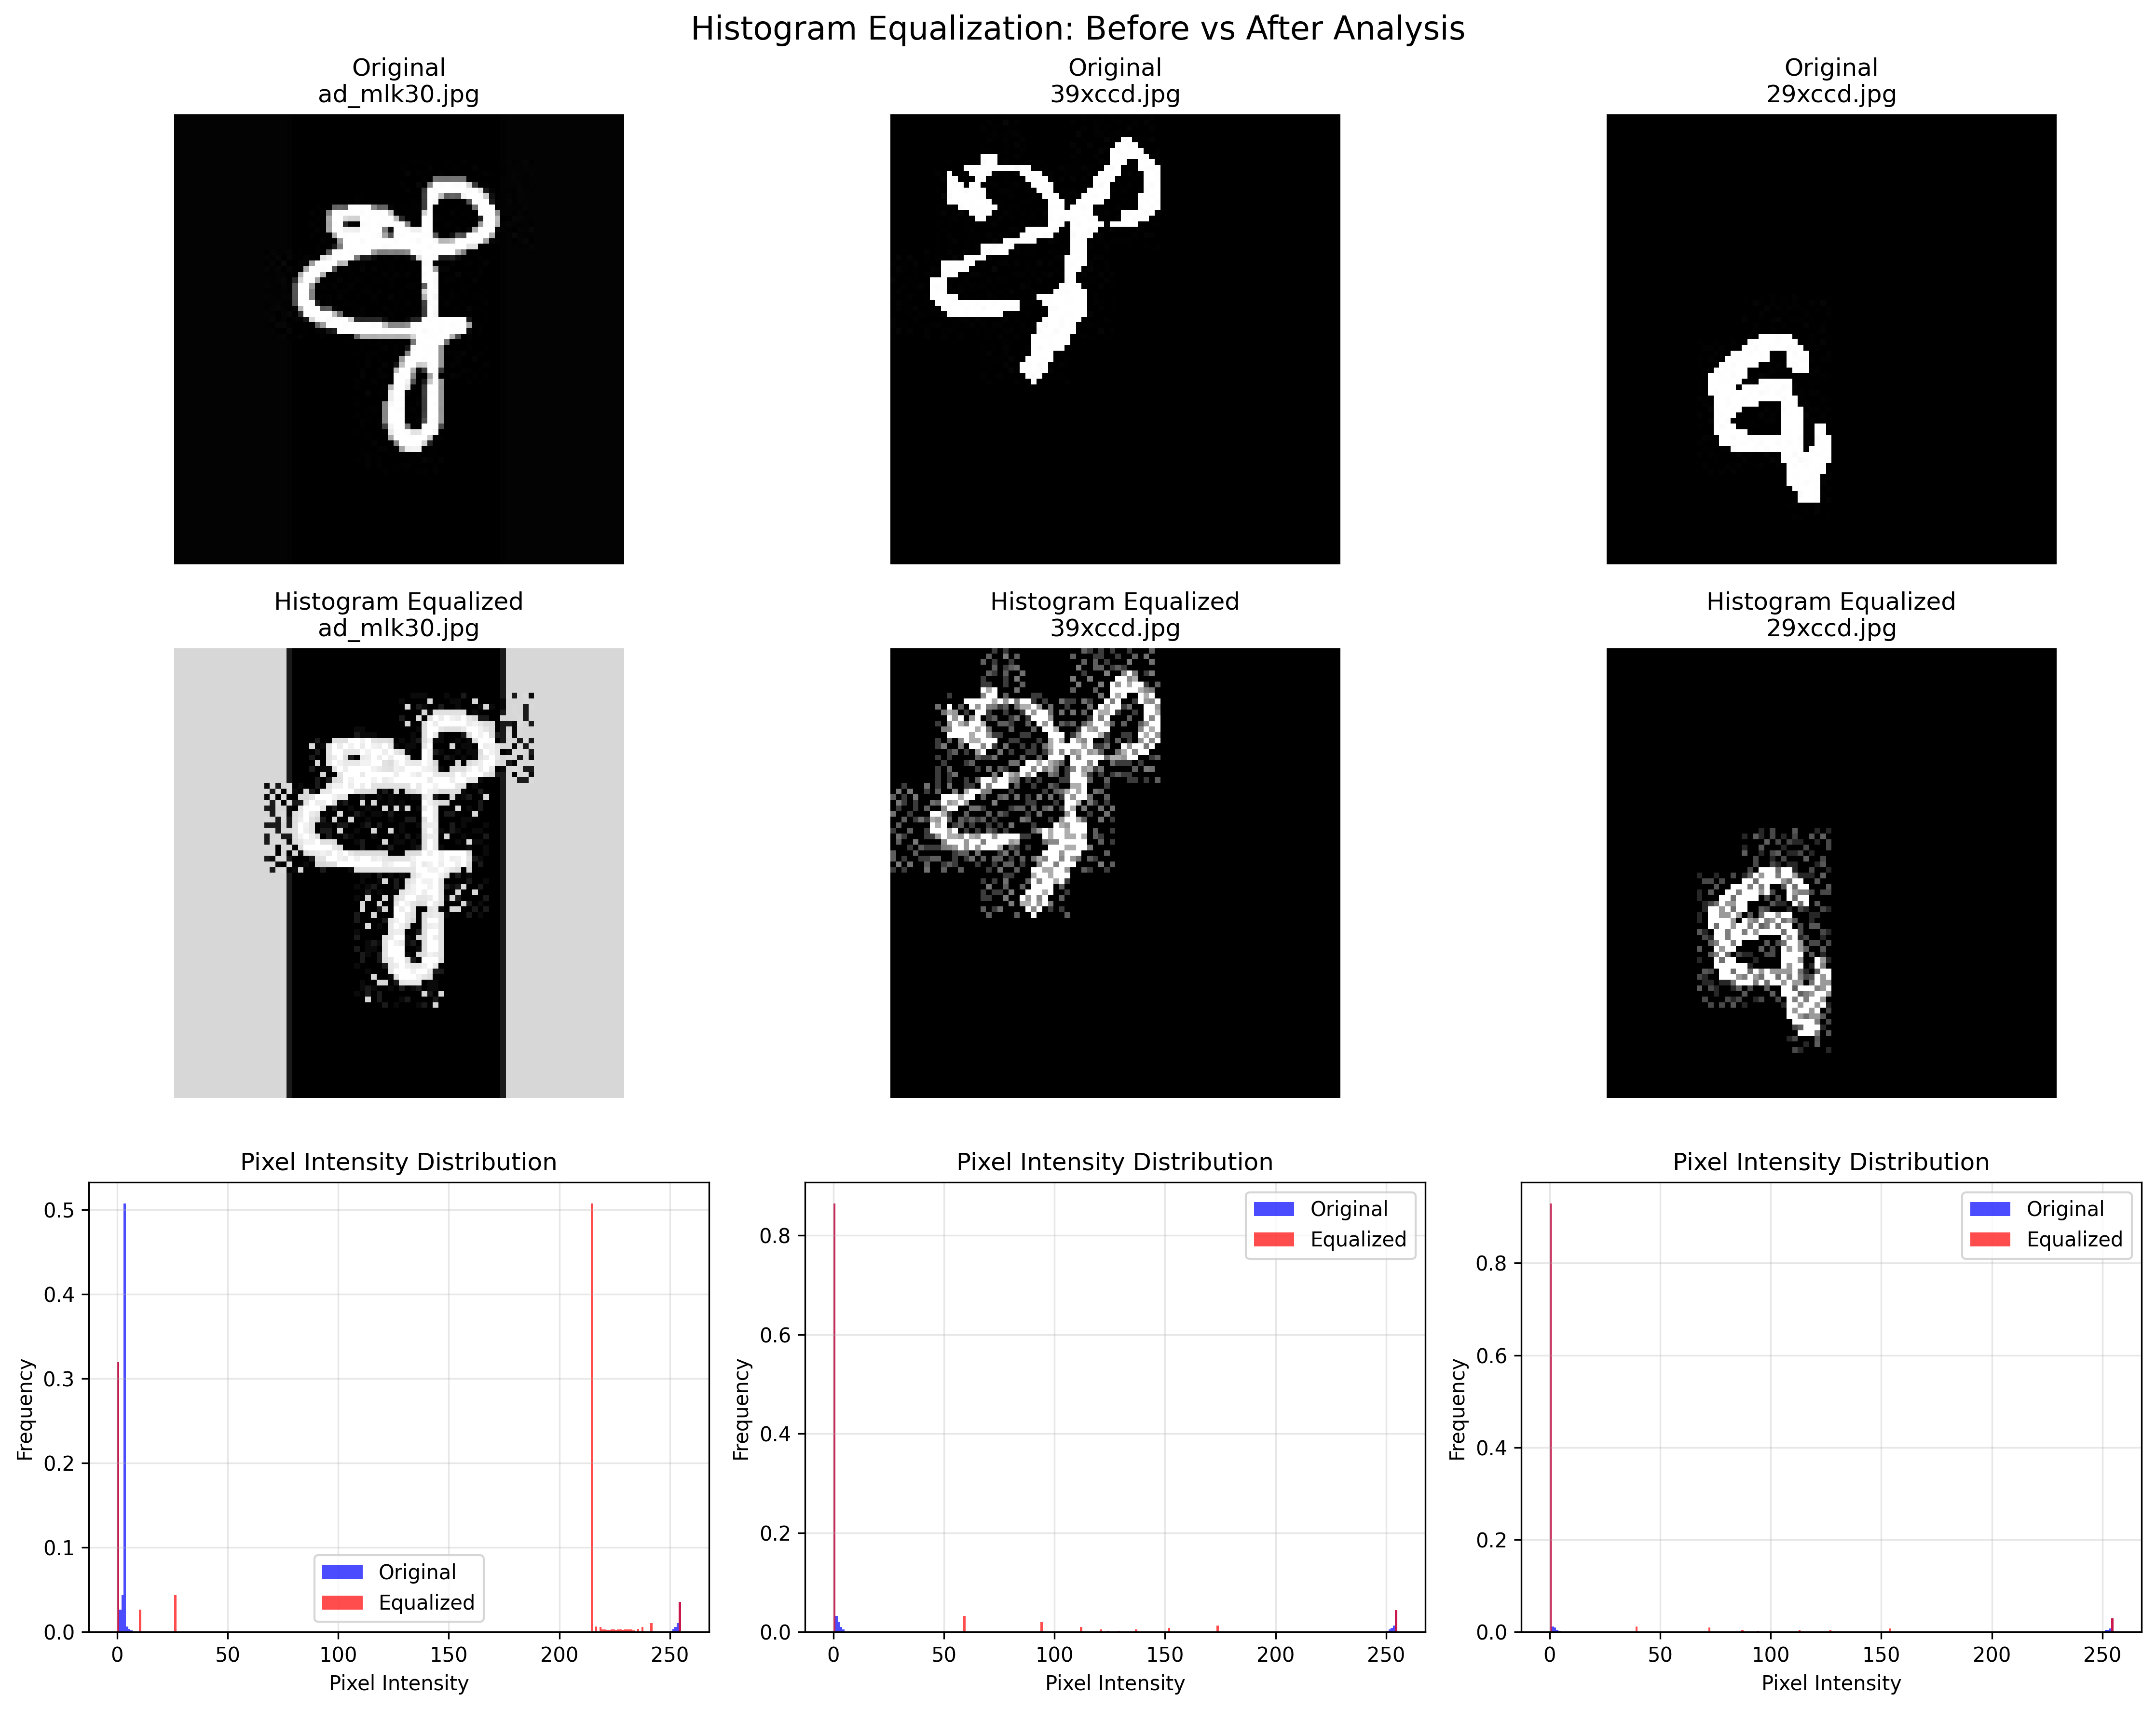 Histogram Equalization: Before vs After Analysis
Original
ad_mlk30.jpg
Original
39xccd.jpg
Original
29xccd.jpg
Histogram Equalized
ad_mlk30.jpg
Histogram Equalized
39xccd.jpg
Histogram Equalized
29xccd.jpg
Pixel Intensity Distribution
Frequency
0.5
0.4
0.3
0.2
0.1
0.0
Original
Equalized
0 50 100 150 200 250
Pixel Intensity
Pixel Intensity Distribution
Frequency
0.8
0.6
0.4
0.2
0.0
Original
Equalized
0 50 100 150 200 250
Pixel Intensity
Pixel Intensity Distribution
Frequency
0.8
0.6
0.4
0.2
0.0
Original
Equalized
0 50 100 150 200 250
Pixel Intensity